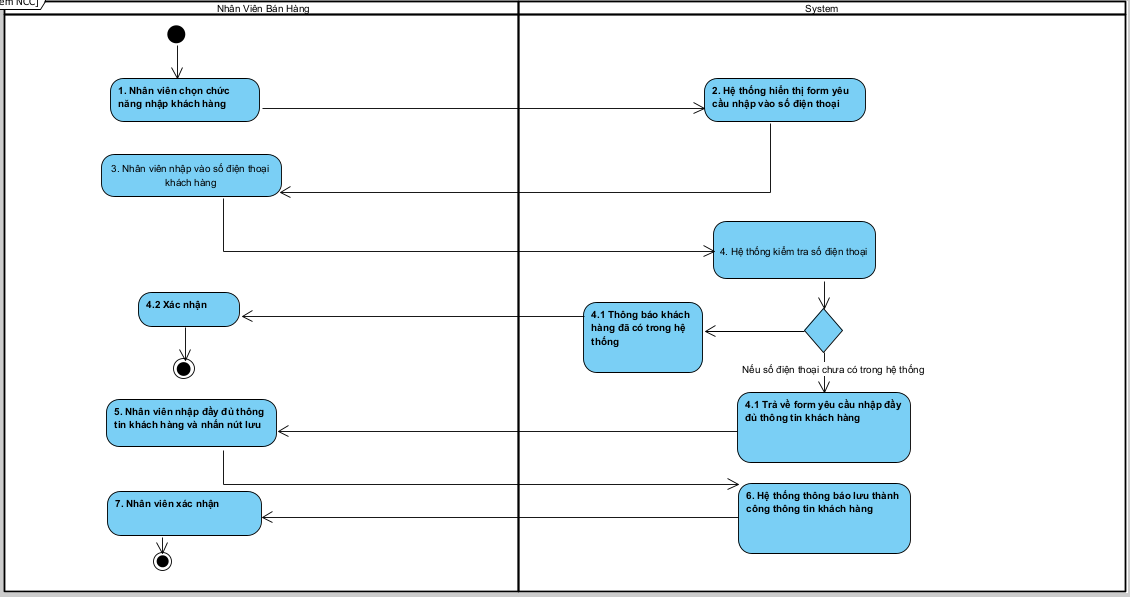 em NCC]
Nhân Viên Bán Hàng
System
1. Nhân viên chọn chức
năng nhập khách hàng
2. Hệ thống hiển thị form yêu
cầu nhập vào số điện thoại
3. Nhân viên nhập vào số điện thoại
khách hàng
4. Hệ thống kiểm tra số điện thoại
4.2 Xác nhận
4.1 Thông báo khách
hàng đã có trong hệ
thống
Nếu số điện thoại chưa có trong hệ thống
4.1 Trả về form yêu cầu nhập đầy
đủ thông tin khách hàng
5. Nhân viên nhập đầy đủ thông
tin khách hàng và nhấn nút lưu
6. Hệ thống thông báo lưu thành
công thông tin khách hàng
7. Nhân viên xác nhận